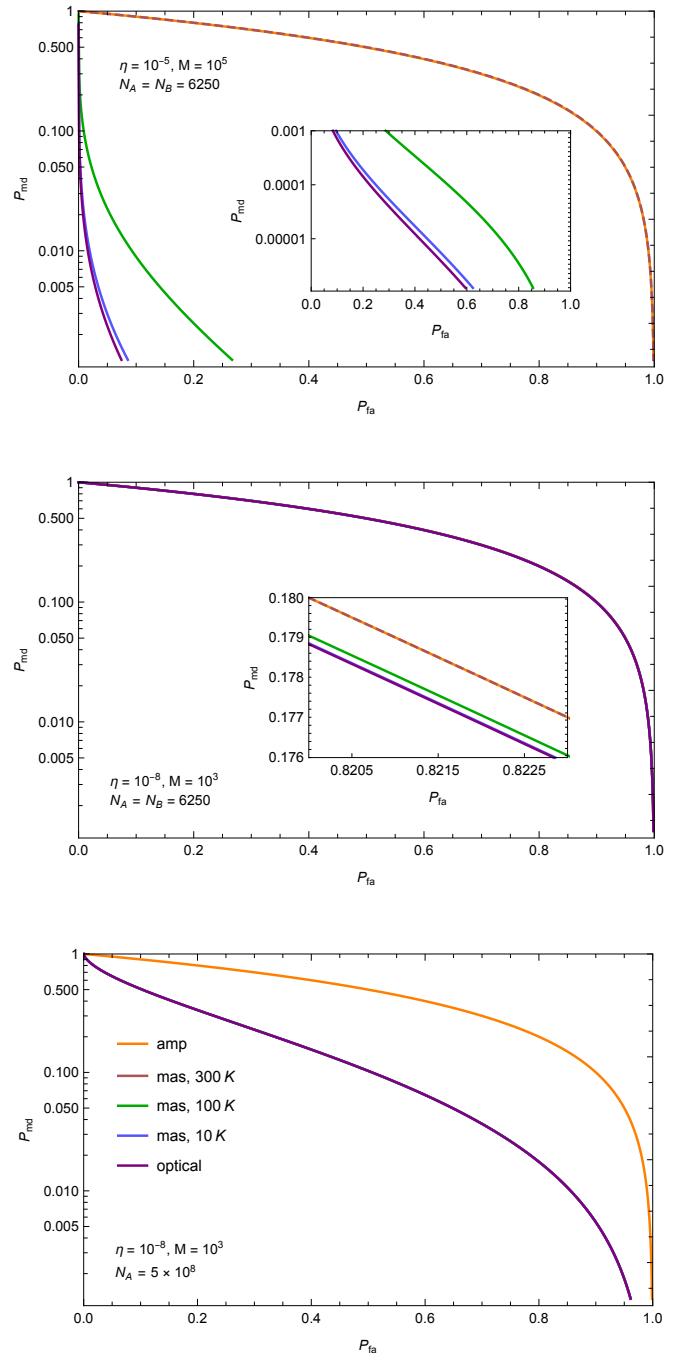 1
0.500
0.100
0.050
0.010
0.005
P_md
η = 10⁻⁵, M = 10⁵
N_A = N_B = 6250
0.001
0.0001
0.00001
P_md
0.0 0.2 0.4 0.6 0.8 1.0
P_fa
0.0 0.2 0.4 0.6 0.8 1.0
P_fa
1
0.500
0.100
0.050
0.010
0.005
P_md
0.180
0.179
0.178
0.177
0.176
P_md
0.8205 0.8215 0.8225
P_fa
η = 10⁻⁸, M = 10³
N_A = N_B = 6250
0.0 0.2 0.4 0.6 0.8 1.0
P_fa
1
0.500
0.100
0.050
0.010
0.005
P_md
amp
mas, 300 K
mas, 100 K
mas, 10 K
optical
η = 10⁻⁸, M = 10³
N_A = 5 × 10⁸
0.0 0.2 0.4 0.6 0.8 1.0
P_fa